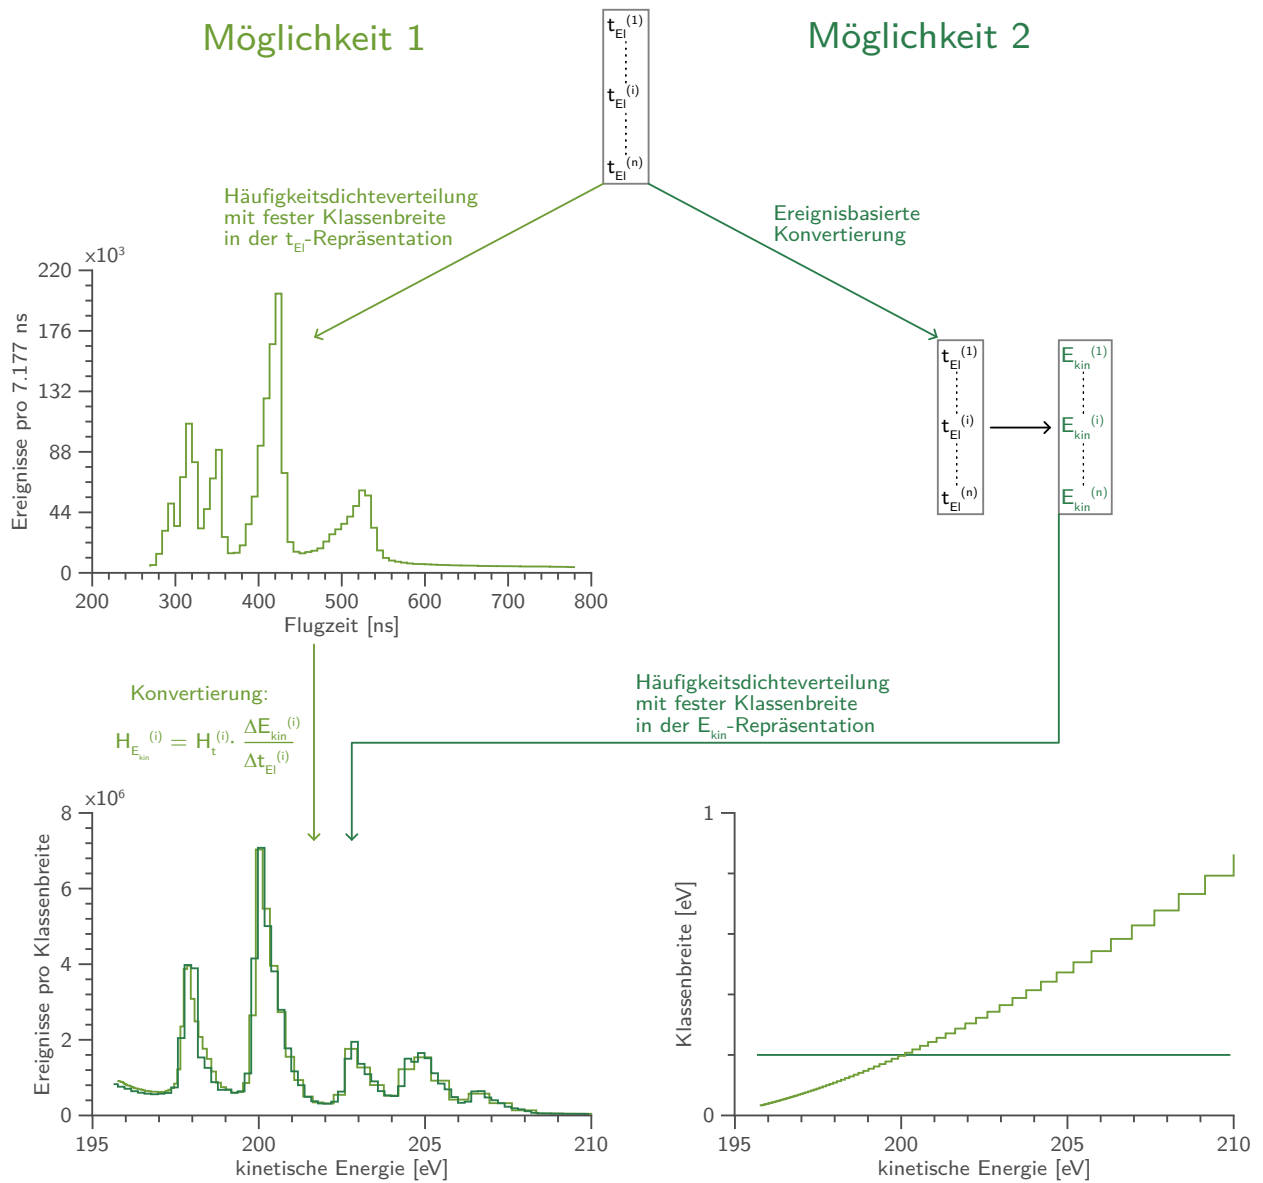 Möglichkeit 1
Möglichkeit 2
t_El^(1)
t_El^(i)
t_El^(n)
Häufigkeitsdichteverteilung
mit fester Klassenbreite
in der t_El-Repräsentation
Ereignisbasierte
Konvertierung
x10³
220
176
132
88
44
0
Ereignisse pro 7.177 ns
200 300 400 500 600 700 800
Flugzeit [ns]
t_El^(1)
t_El^(i)
t_El^(n)
E_kin^(1)
E_kin^(i)
E_kin^(n)
Konvertierung:
H_E_kin^(i) = H_t^(i) · ΔE_kin^(i) / Δt_El^(i)
Häufigkeitsdichteverteilung
mit fester Klassenbreite
in der E_kin-Repräsentation
x10⁶
8
6
4
2
0
Ereignisse pro Klassenbreite
195 200 205 210
kinetische Energie [eV]
1
0
Klassenbreite [eV]
195 200 205 210
kinetische Energie [eV]